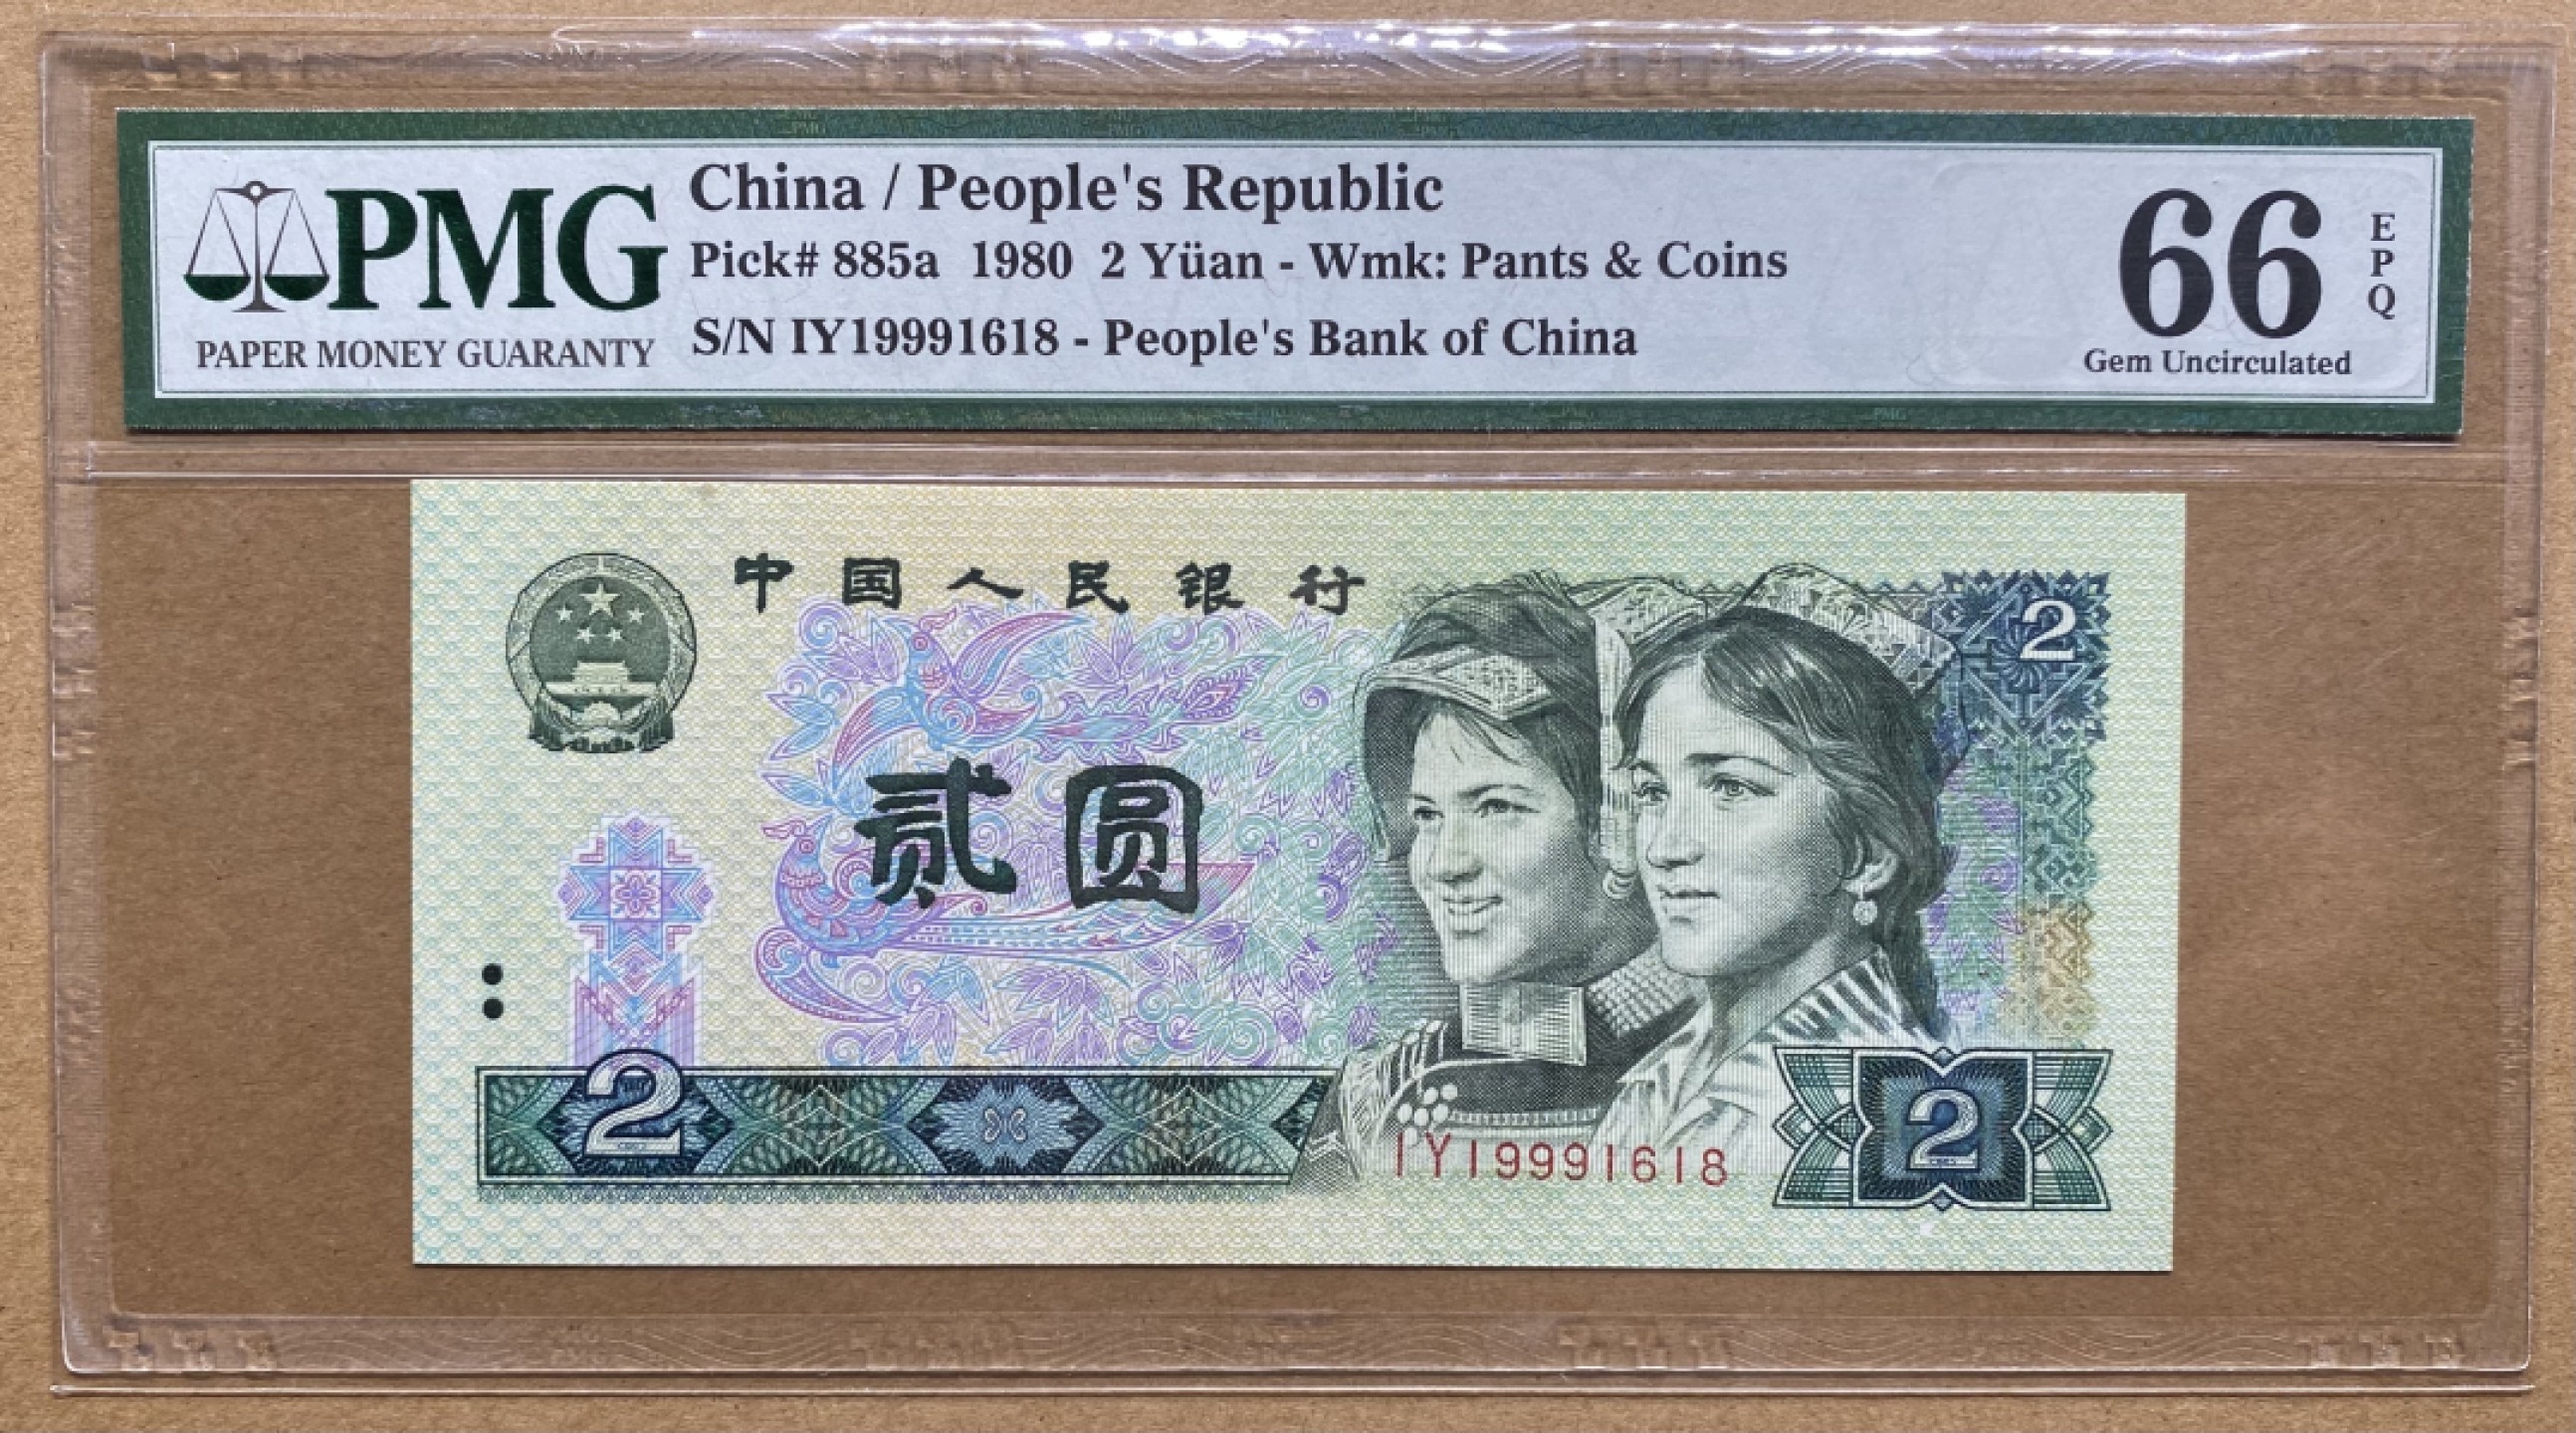 PMG
PAPER MONEY GUARANTY
China / People's Republic
Pick# 885a 1980 2 Yüan - Wmk: Pants & Coins
S/N IY19991618 - People's Bank of China
66
EPQ
Gem Uncirculated
中国人民银行
2
贰圆
2
2
IY19991618